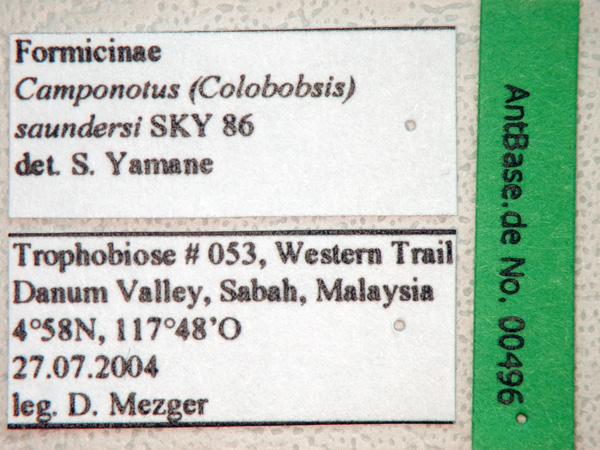 Formicinae
Camponotus (Colobobsis)
saundersi SKY 86
det. S. Yamane
Trophobiose # 053, Western Trail
Danum Valley, Sabah, Malaysia
4°58N, 117°48'O
27.07.2004
leg. D. Mezger
AntBase.de No. 00496